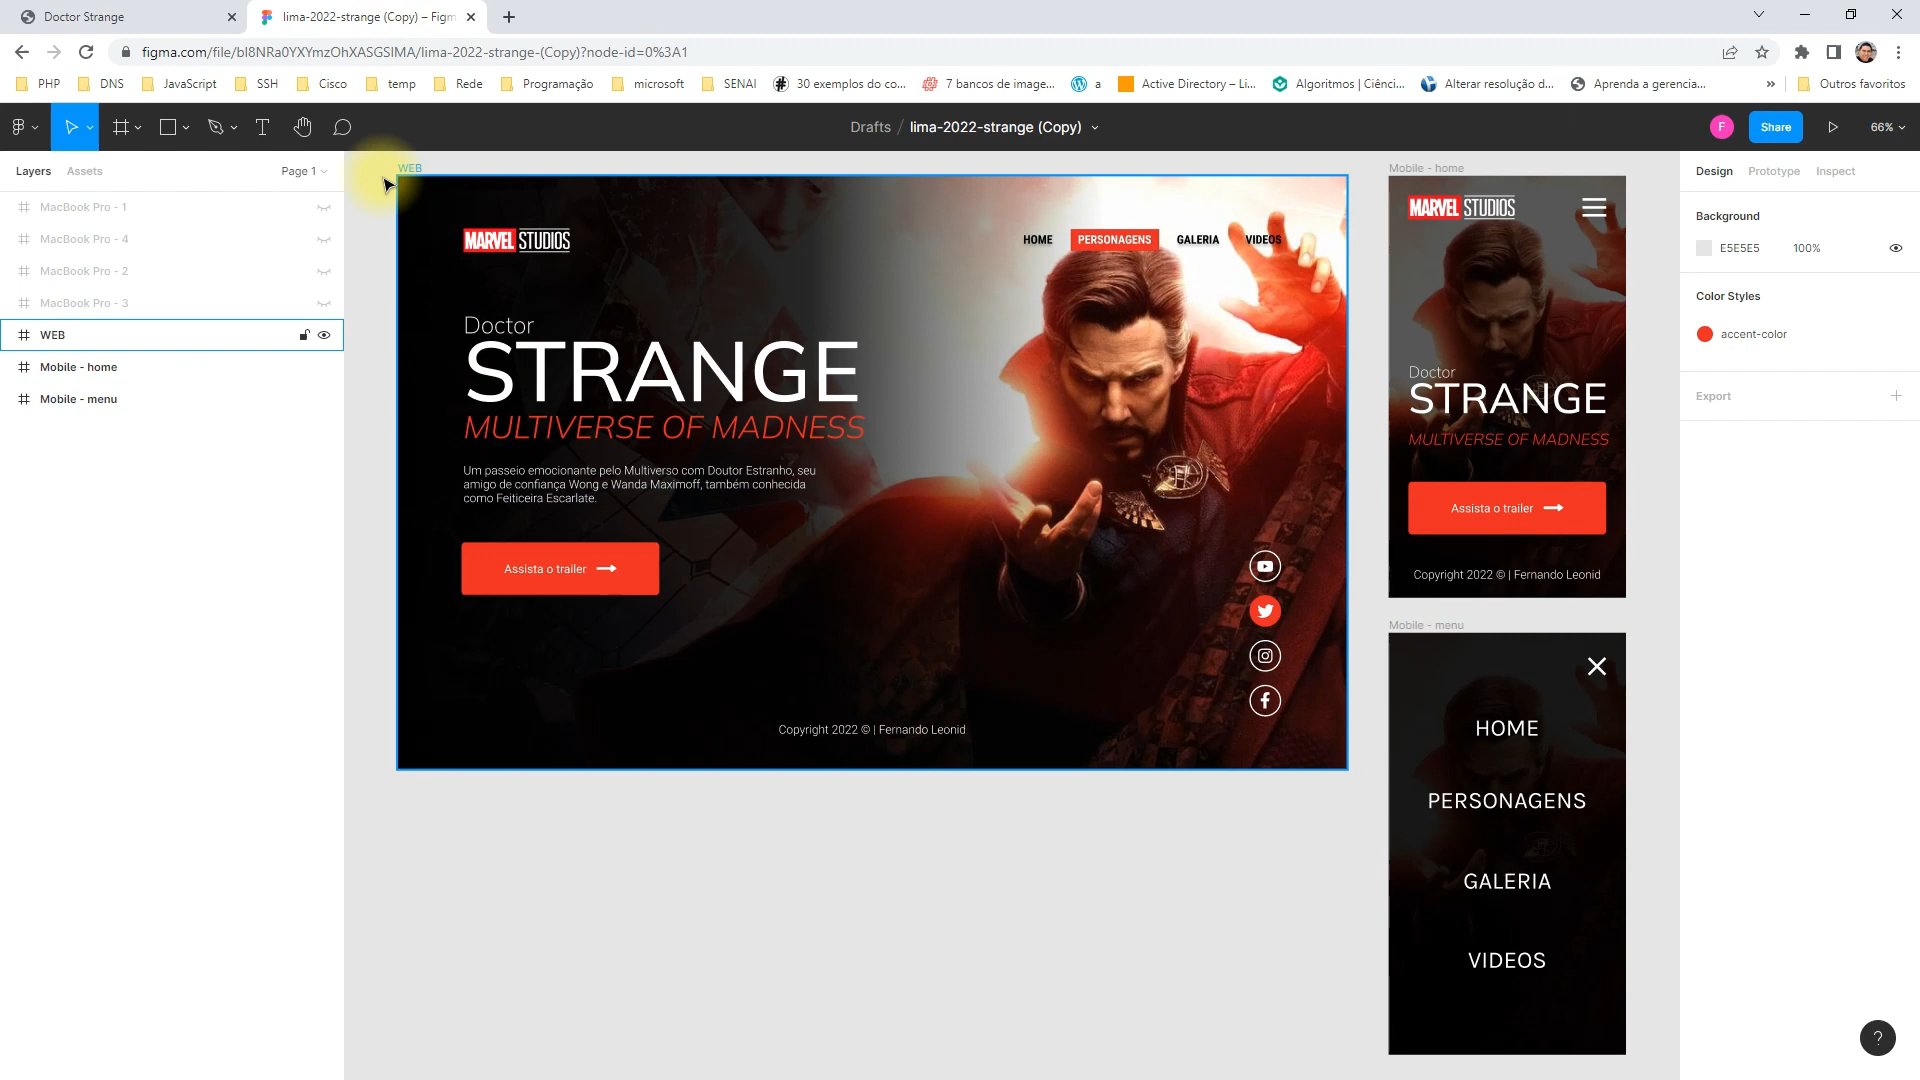 Doctor Strange
lima-2022-strange (Copy) – Figm
figma.com/file/bI8NRa0YXYmzOhXASGSIMA/lima-2022-strange-(Copy)?node-id=0%3A1
PHP DNS JavaScript SSH Cisco temp Rede Programação microsoft SENAI 30 exemplos do co... 7 bancos de image... a Active Directory – Li... Algoritmos | Ciênci... Alterar resolução d... Aprenda a gerencia... » Outros favoritos
Drafts / lima-2022-strange (Copy)
F
Share
66%
Layers Assets Page 1
MacBook Pro - 1
MacBook Pro - 4
MacBook Pro - 2
MacBook Pro - 3
WEB
Mobile - home
Mobile - menu
WEB
MARVEL STUDIOS
HOME PERSONAGENS GALERIA VIDEOS
Doctor
STRANGE
MULTIVERSE OF MADNESS
Um passeio emocionante pelo Multiverso com Doutor Estranho, seu
amigo de confiança Wong e Wanda Maximoff, também conhecida
como Feiticeira Escarlate.
Assista o trailer
Copyright 2022 © | Fernando Leonid
Mobile - home
MARVEL STUDIOS
Doctor
STRANGE
MULTIVERSE OF MADNESS
Assista o trailer
Copyright 2022 © | Fernando Leonid
Mobile - menu
HOME
PERSONAGENS
GALERIA
VIDEOS
Design Prototype Inspect
Background
E5E5E5 100%
Color Styles
accent-color
Export
?